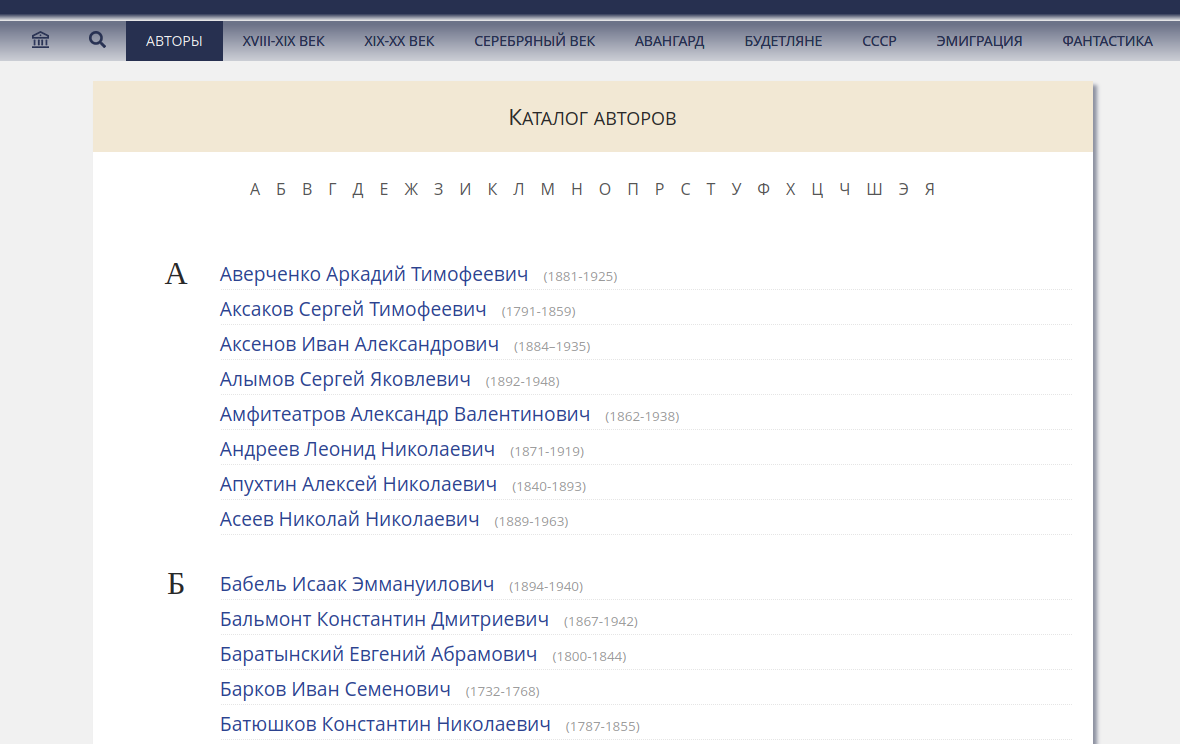 АВТОРЫ XVIII-XIX ВЕК XIX-XX ВЕК СЕРЕБРЯНЫЙ ВЕК АВАНГАРД БУДЕТЛЯНЕ СССР ЭМИГРАЦИЯ ФАНТАСТИКА
Каталог авторов
А Б В Г Д Е Ж З И К Л М Н О П Р С Т У Ф Х Ц Ч Ш Э Я
А Аверченко Аркадий Тимофеевич (1881-1925)
Аксаков Сергей Тимофеевич (1791-1859)
Аксенов Иван Александрович (1884–1935)
Алымов Сергей Яковлевич (1892-1948)
Амфитеатров Александр Валентинович (1862-1938)
Андреев Леонид Николаевич (1871-1919)
Апухтин Алексей Николаевич (1840-1893)
Асеев Николай Николаевич (1889-1963)
Б Бабель Исаак Эммануилович (1894-1940)
Бальмонт Константин Дмитриевич (1867-1942)
Баратынский Евгений Абрамович (1800-1844)
Барков Иван Семенович (1732-1768)
Батюшков Константин Николаевич (1787-1855)